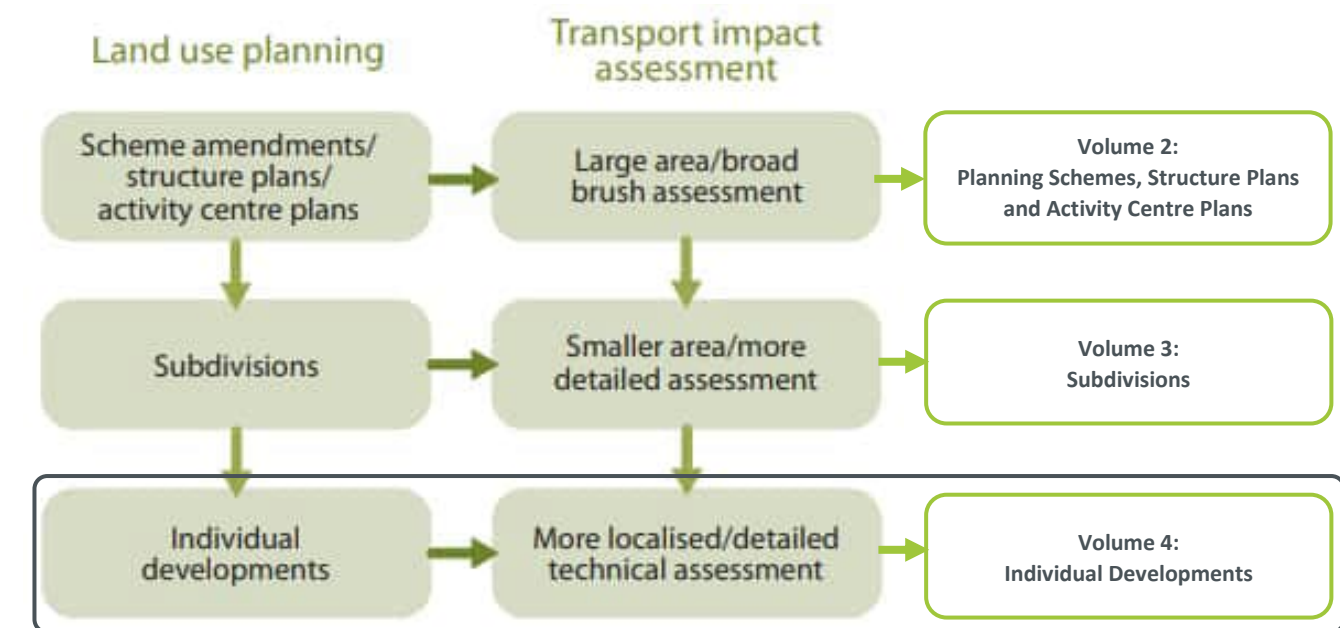 Land use planning
Transport impact
assessment
Scheme amendments/
structure plans/
activity centre plans
Large area/broad
brush assessment
Volume 2:
Planning Schemes, Structure Plans
and Activity Centre Plans
Subdivisions
Smaller area/more
detailed assessment
Volume 3:
Subdivisions
Individual
developments
More localised/detailed
technical assessment
Volume 4:
Individual Developments